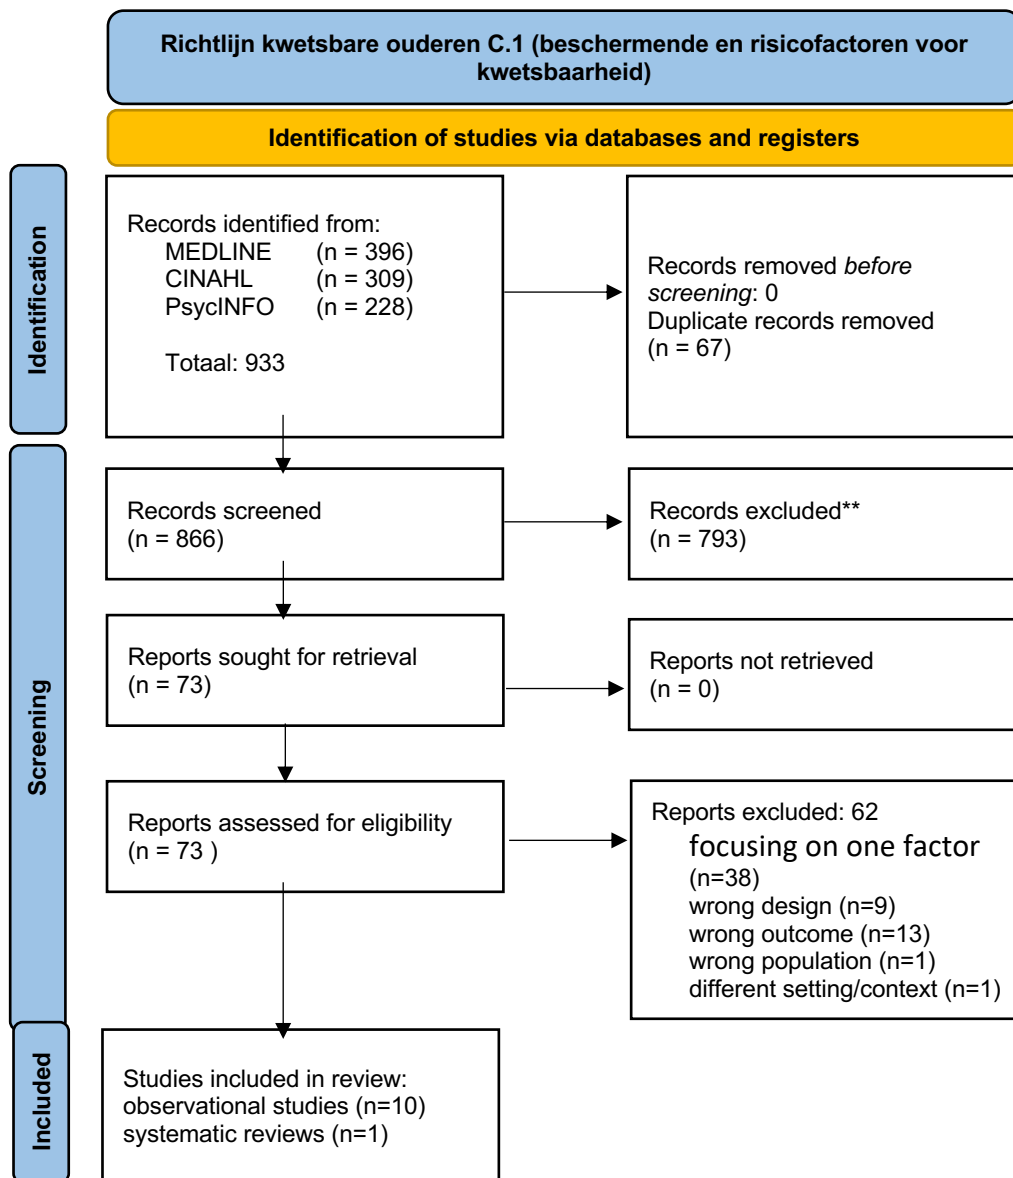 Richtlijn kwetsbare ouderen C.1 (beschermende en risicofactoren voor
kwetsbaarheid)
Identification of studies via databases and registers
Identification
Records identified from:
MEDLINE (n = 396)
CINAHL (n = 309)
PsycINFO (n = 228)
Totaal: 933
Records removed before
screening: 0
Duplicate records removed
(n = 67)
Screening
Records screened
(n = 866)
Records excluded**
(n = 793)
Reports sought for retrieval
(n = 73)
Reports not retrieved
(n = 0)
Reports assessed for eligibility
(n = 73 )
Reports excluded: 62
focusing on one factor
(n=38)
wrong design (n=9)
wrong outcome (n=13)
wrong population (n=1)
different setting/context (n=1)
Included
Studies included in review:
observational studies (n=10)
systematic reviews (n=1)